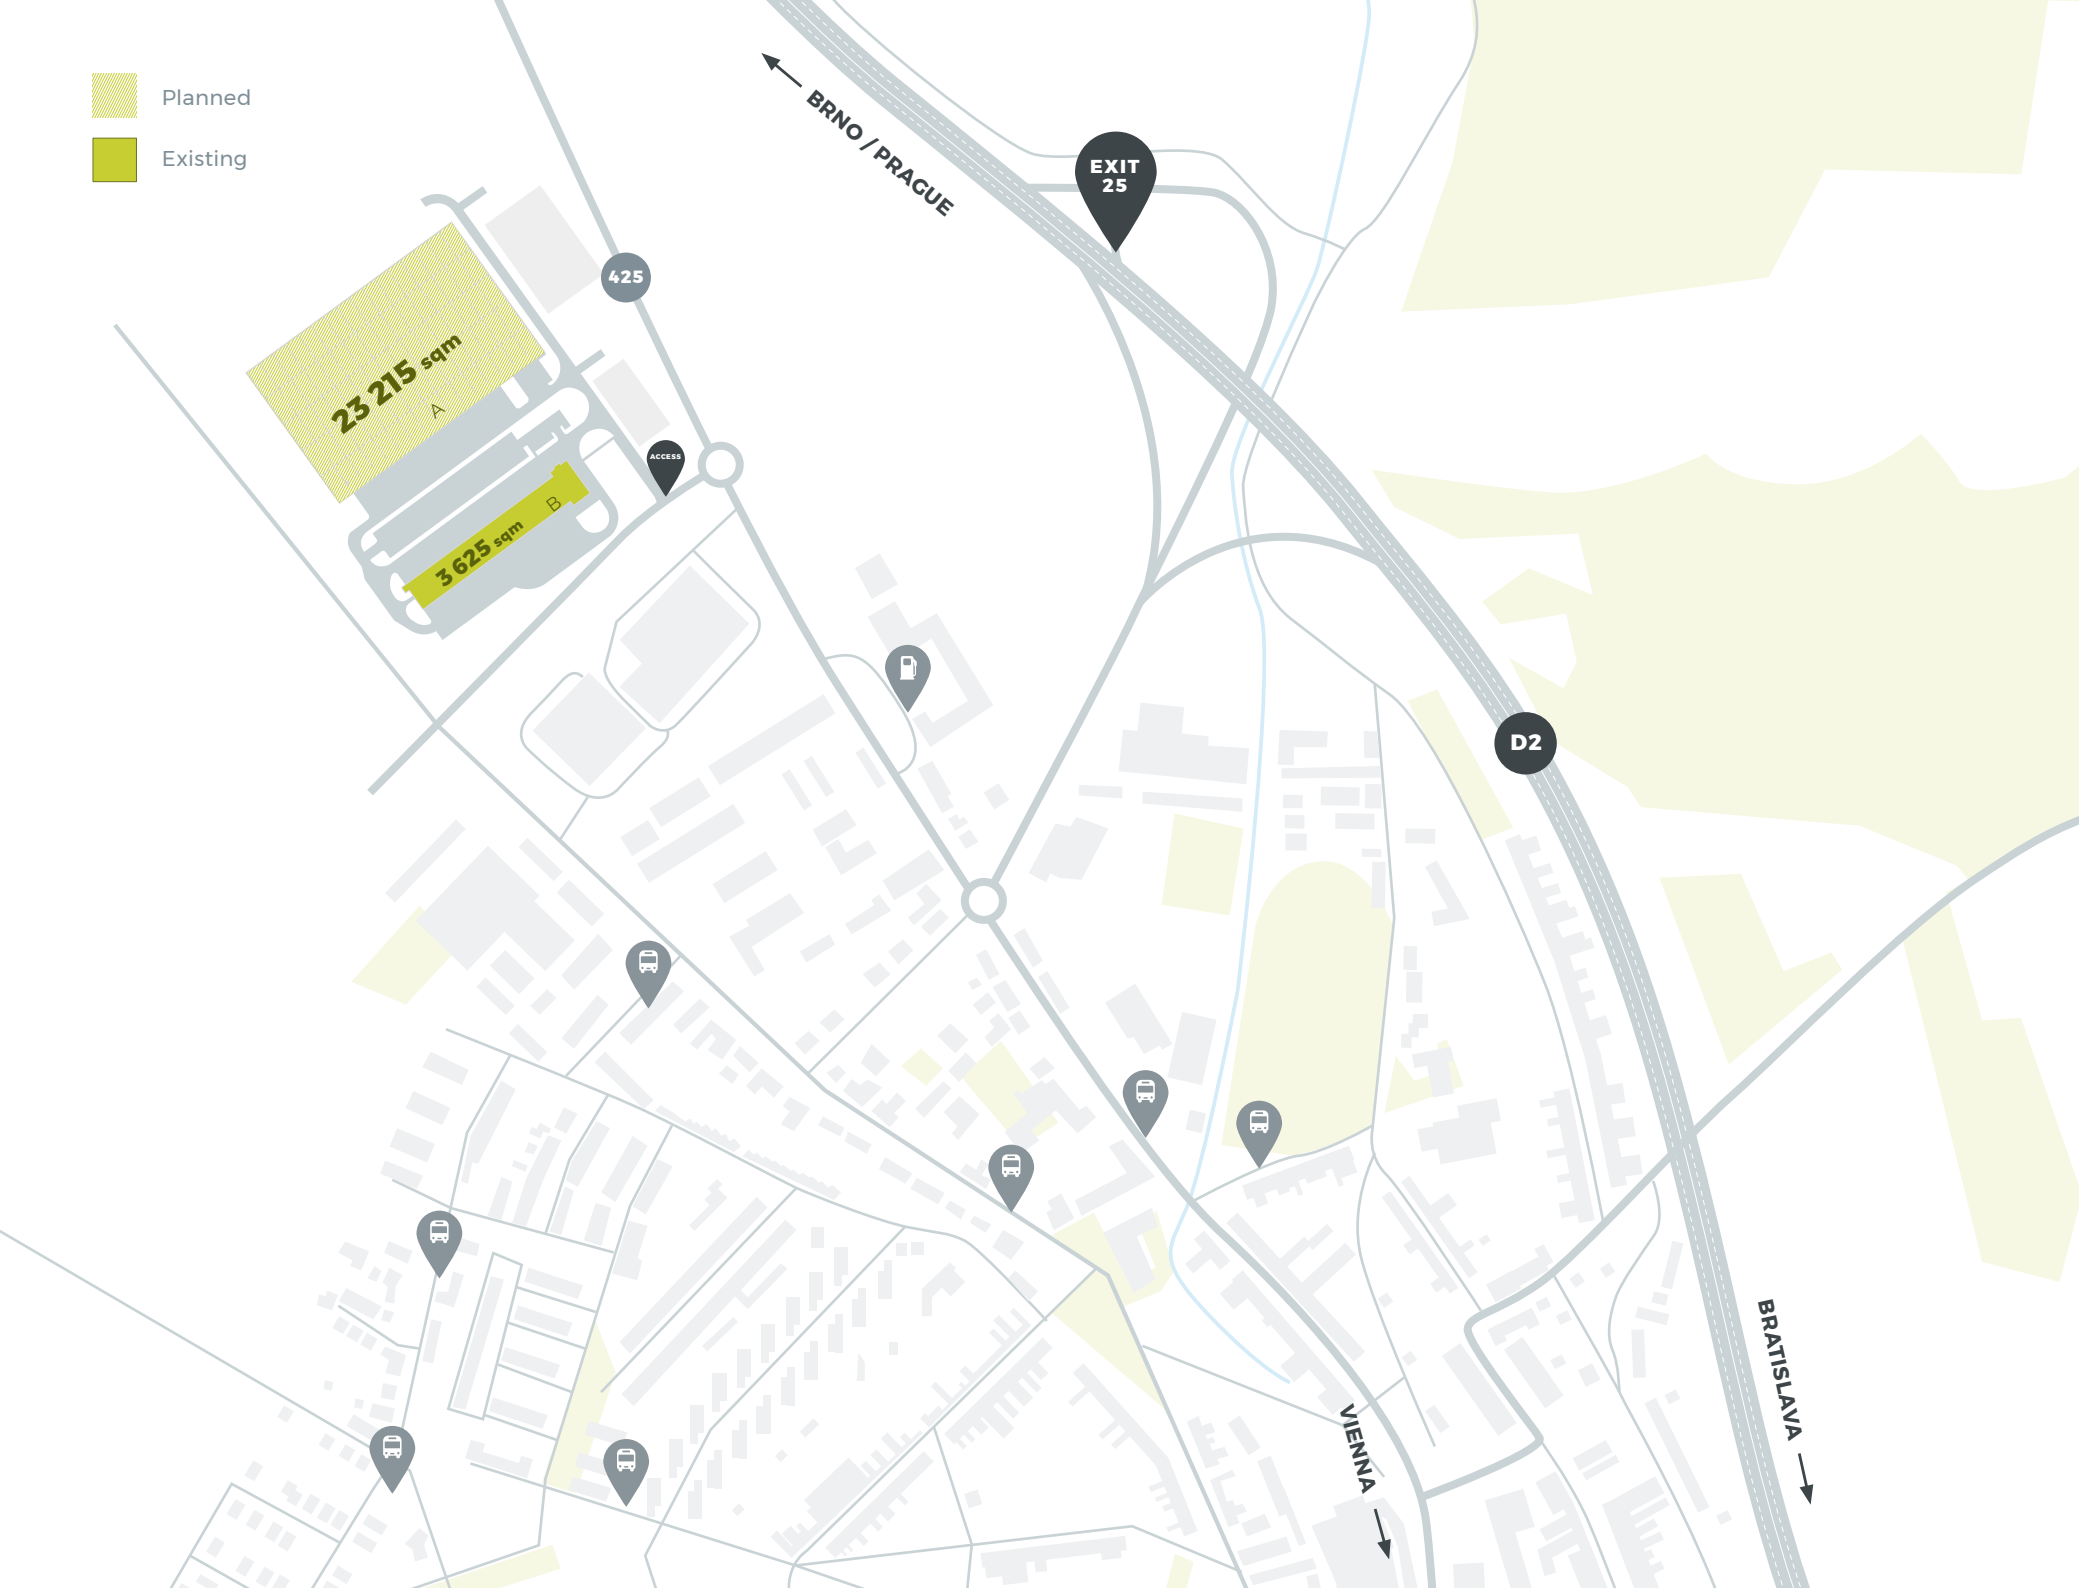 Planned
Existing
BRNO / PRAGUE
EXIT
25
425
23 215 sqm
A
ACCESS
B
3 625 sqm
D2
BRATISLAVA
VIENNA